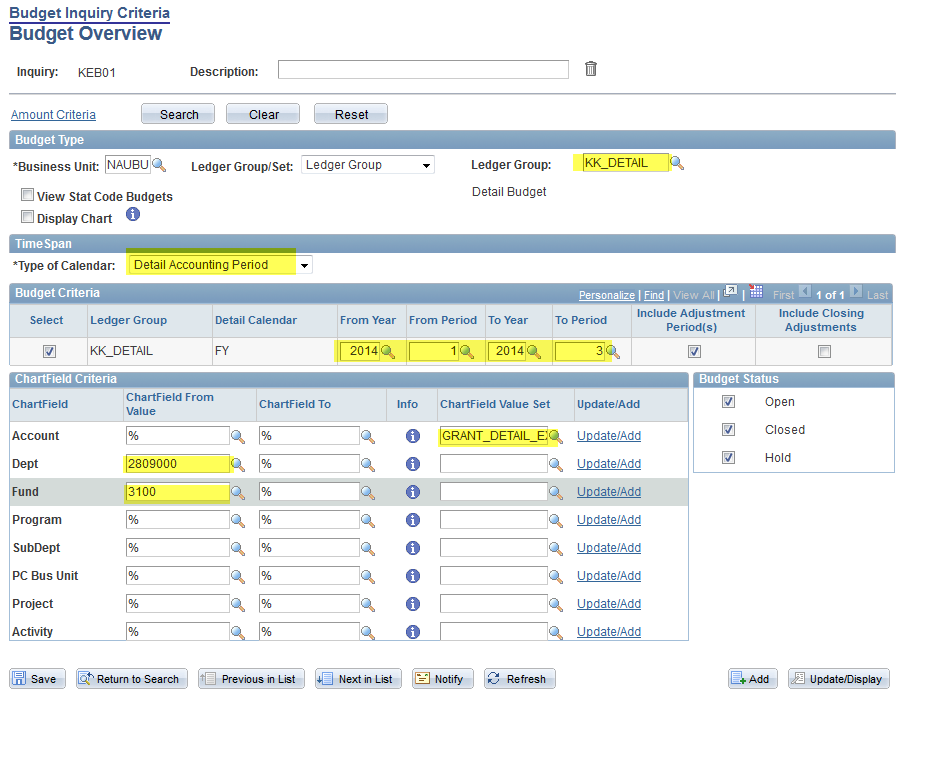 Budget Inquiry Criteria
Budget Overview
Inquiry: KEB01 Description:
Amount Criteria Search Clear Reset
Budget Type
*Business Unit: NAUBU Ledger Group/Set: Ledger Group Ledger Group: KK_DETAIL
Detail Budget
View Stat Code Budgets
Display Chart
TimeSpan
*Type of Calendar: Detail Accounting Period
Budget Criteria Personalize | Find | View All | | First 1 of 1 Last
Select Ledger Group Detail Calendar From Year From Period To Year To Period Include Adjustment Period(s) Include Closing Adjustments
KK_DETAIL FY 2014 1 2014 3
ChartField Criteria Budget Status
ChartField ChartField From Value ChartField To Info ChartField Value Set Update/Add
Open
Closed
Hold
Account % % GRANT_DETAIL_EX Update/Add
Dept 2809000 % Update/Add
Fund 3100 % Update/Add
Program % % Update/Add
SubDept % % Update/Add
PC Bus Unit % % Update/Add
Project % % Update/Add
Activity % % Update/Add
Save Return to Search Previous in List Next in List Notify Refresh Add Update/Display